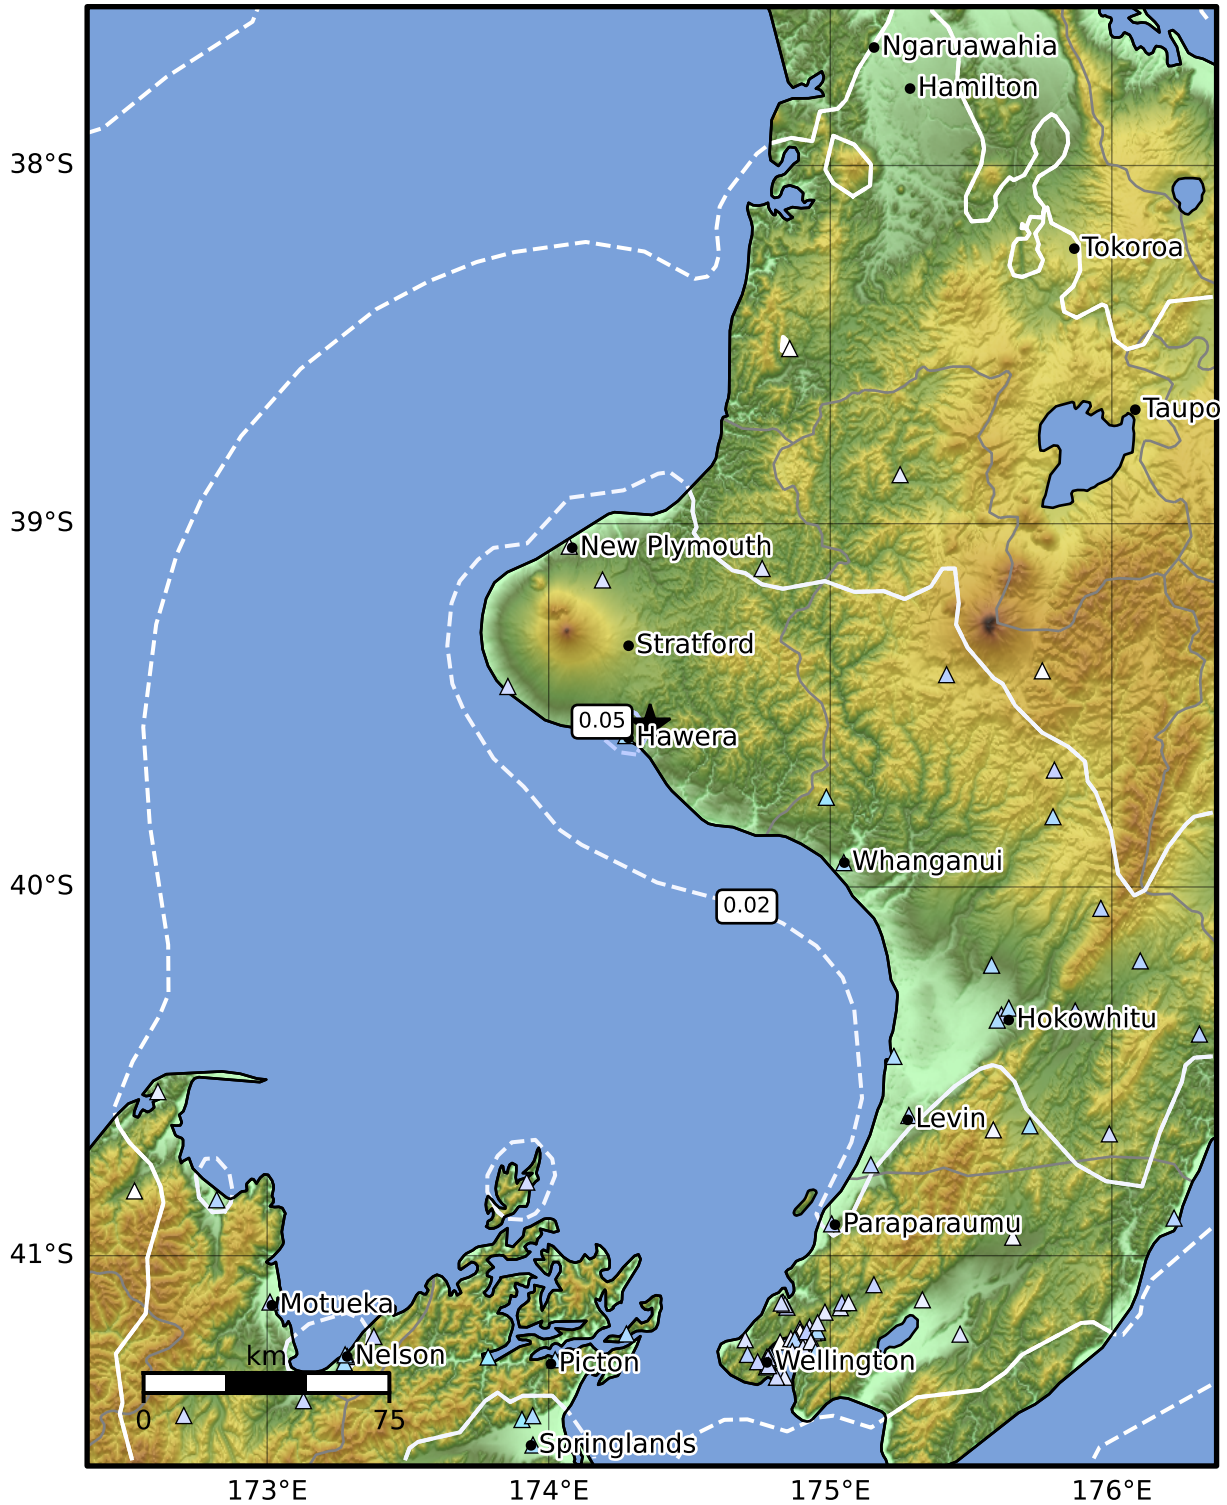 Ngaruawahia
Hamilton
38°S
Tokoroa
Taupo
39°S
New Plymouth
Stratford
0.05
Hawera
Whanganui
40°S
0.02
Hokowhitu
Levin
Paraparaumu
41°S
Motueka
km
Nelson
Picton
Wellington
0
75
Springlands
173°E
174°E
175°E
176°E